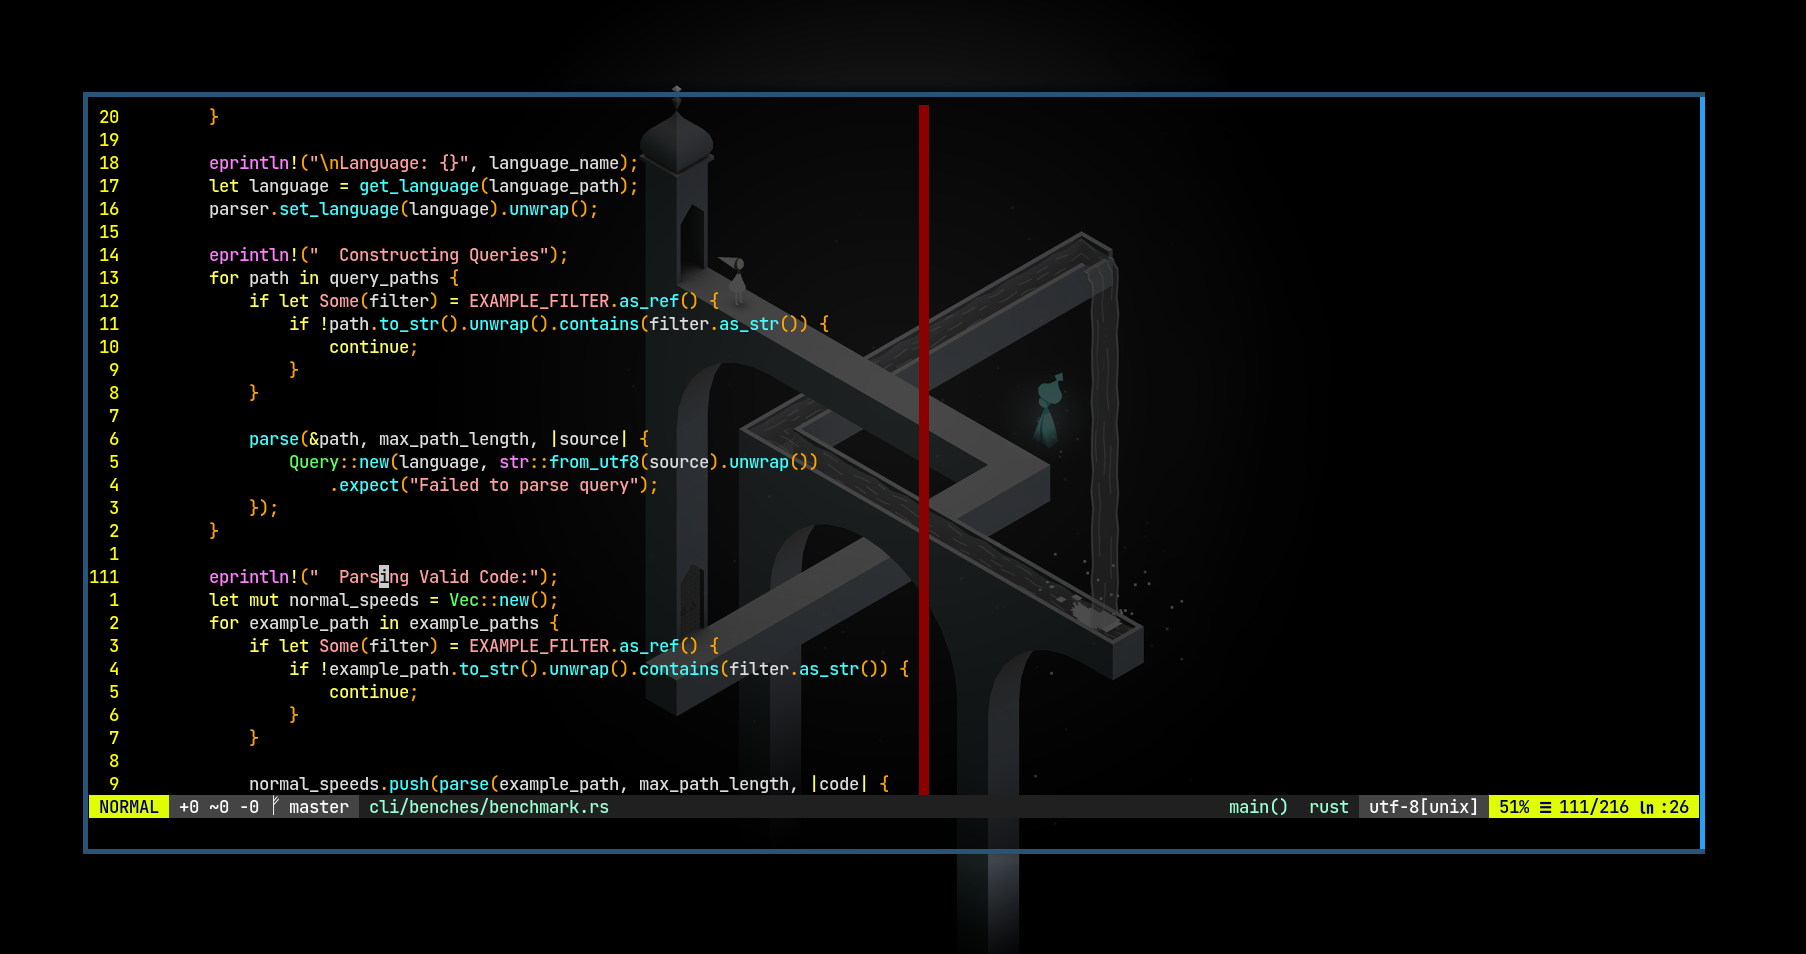 20         }
19
18         eprintln!("\nLanguage: {}", language_name);
17         let language = get_language(language_path);
16         parser.set_language(language).unwrap();
15
14         eprintln!("  Constructing Queries");
13         for path in query_paths {
12             if let Some(filter) = EXAMPLE_FILTER.as_ref() {
11                 if !path.to_str().unwrap().contains(filter.as_str()) {
10                     continue;
 9                 }
 8             }
 7
 6             parse(&path, max_path_length, |source| {
 5                 Query::new(language, str::from_utf8(source).unwrap())
 4                     .expect("Failed to parse query");
 3             });
 2         }
 1
111         eprintln!("  Parsing Valid Code:");
 1         let mut normal_speeds = Vec::new();
 2         for example_path in example_paths {
 3             if let Some(filter) = EXAMPLE_FILTER.as_ref() {
 4                 if !example_path.to_str().unwrap().contains(filter.as_str()) {
 5                     continue;
 6                 }
 7             }
 8
 9             normal_speeds.push(parse(example_path, max_path_length, |code| {
NORMAL  +0 ~0 -0  master  cli/benches/benchmark.rs  main()  rust  utf-8[unix]  51% ☰ 111/216 ln :26